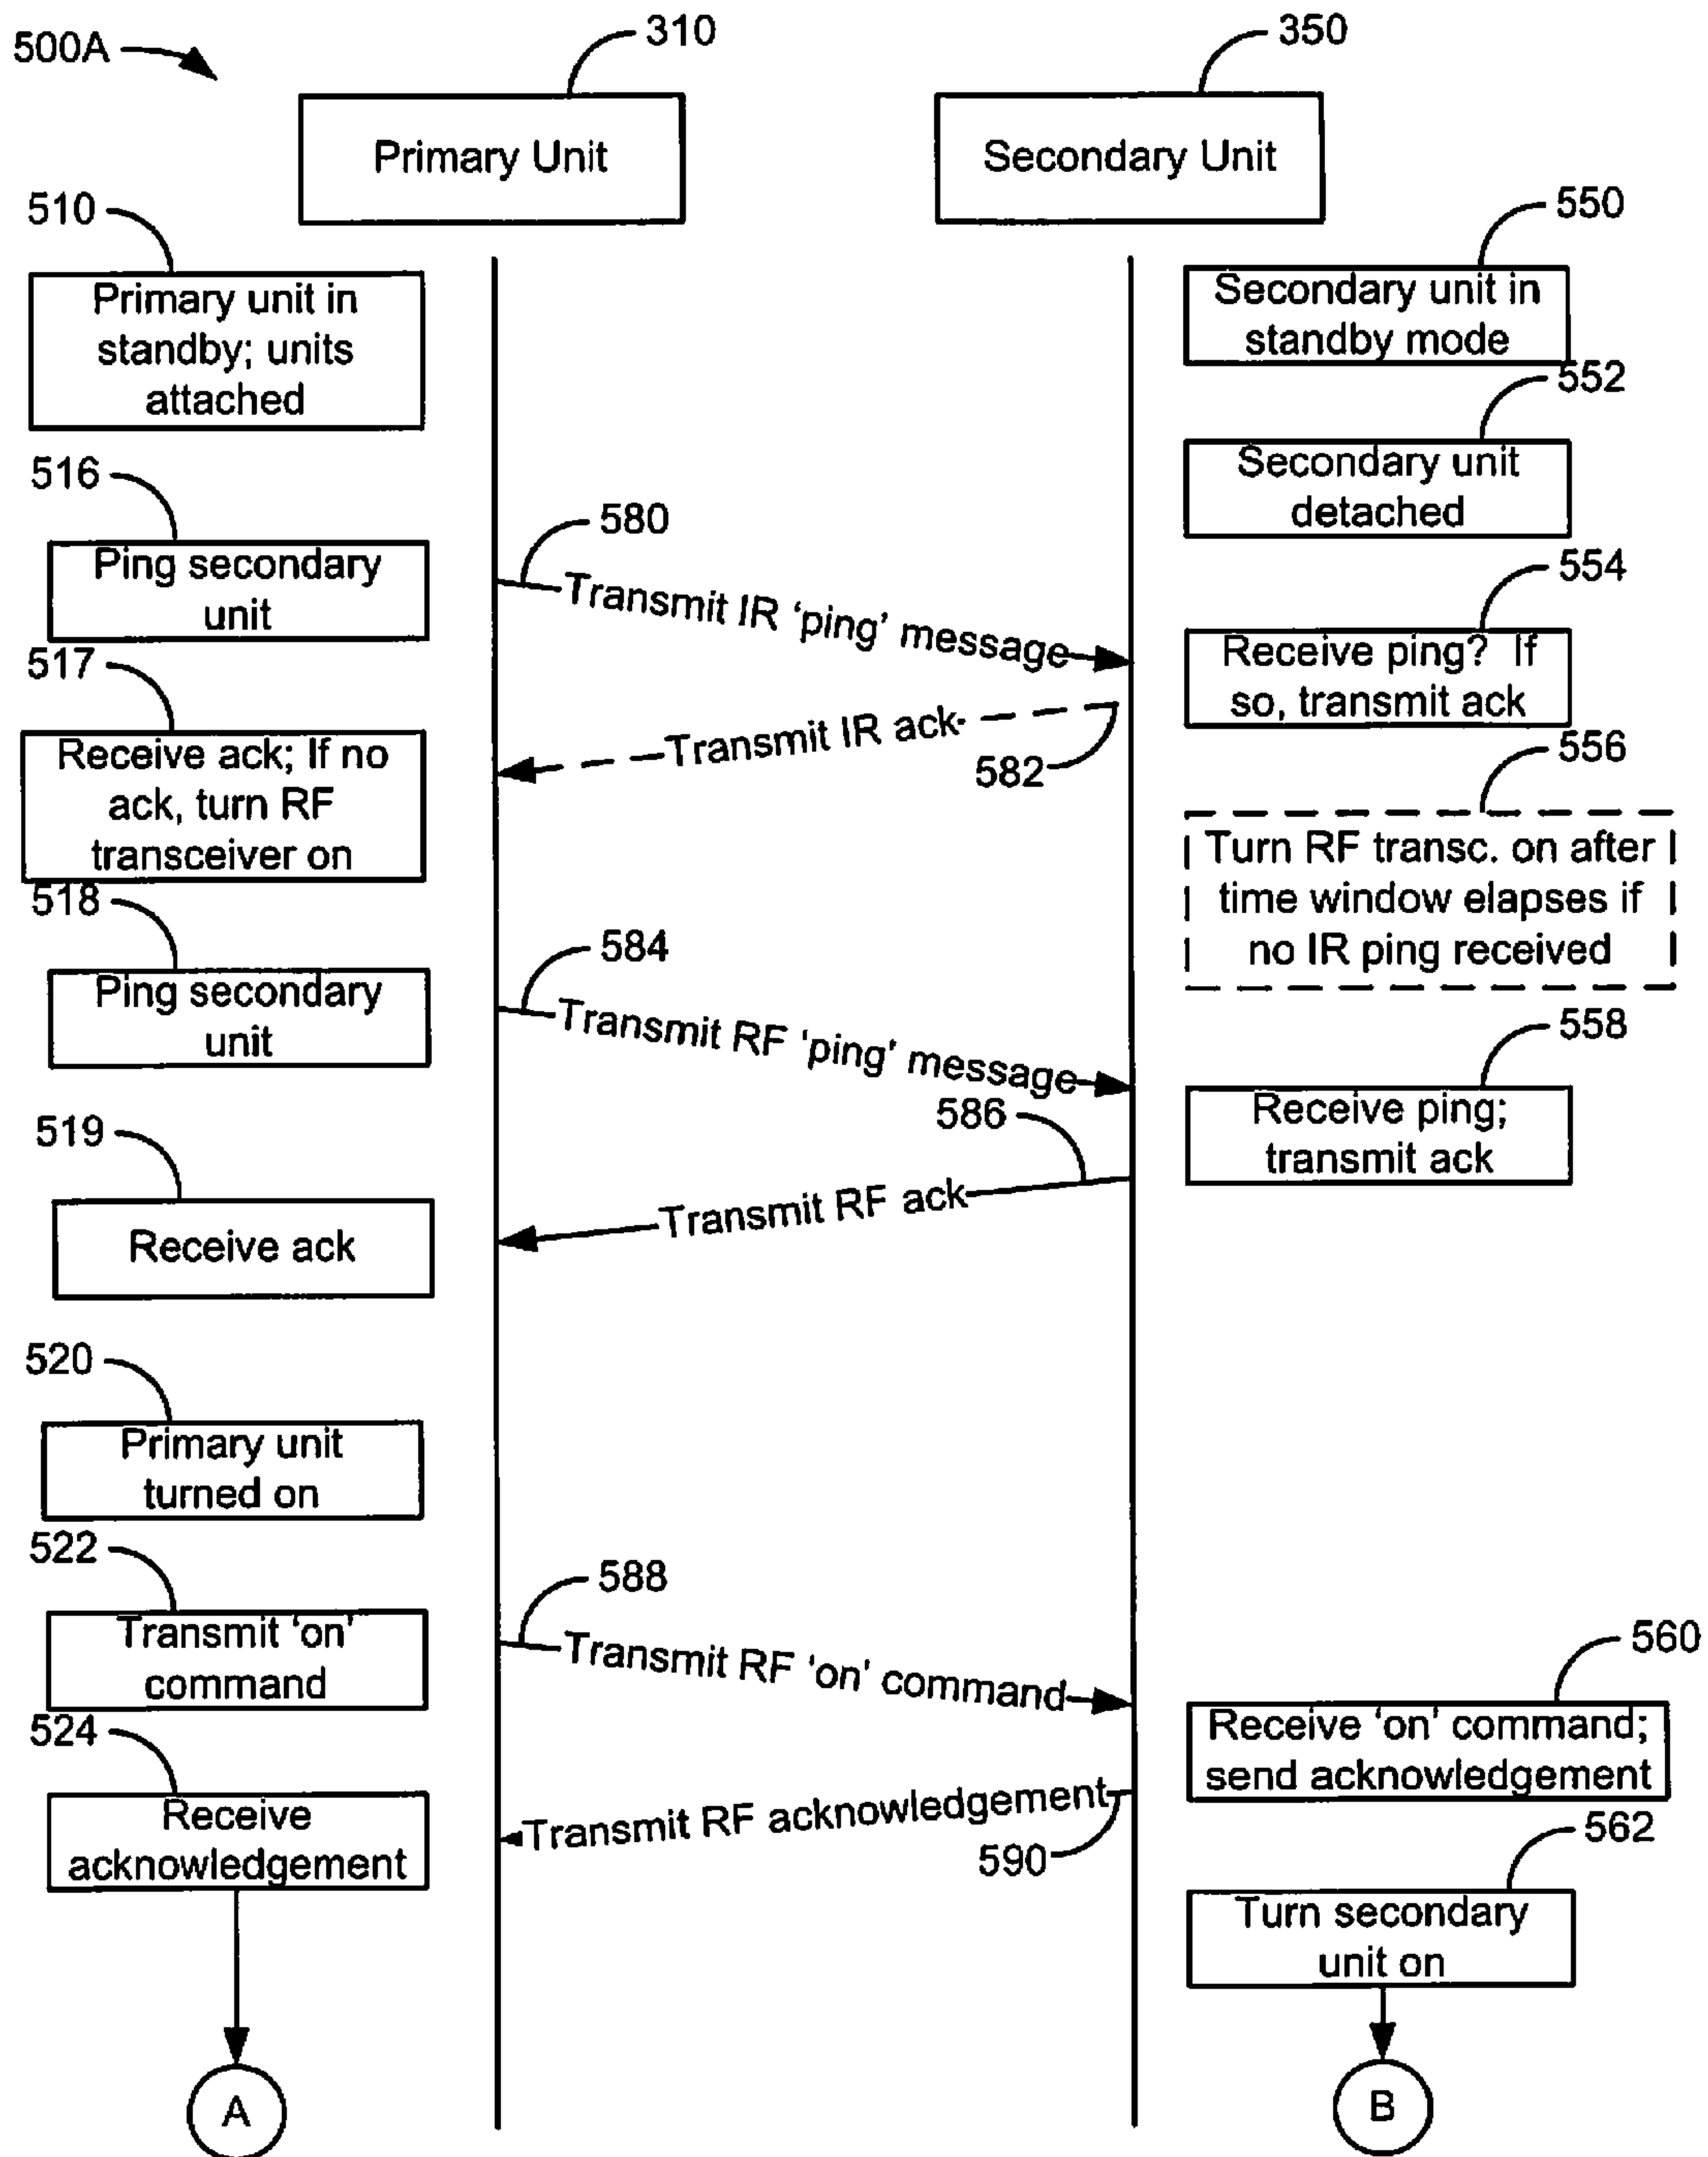 500A
310
350
Primary Unit
Secondary Unit
510
550
Primary unit in
standby; units
attached
Secondary unit in
standby mode
552
Secondary unit
detached
516
580
Ping secondary
unit
Transmit IR 'ping' message
554
Receive ping? If
so, transmit ack
517
Transmit IR ack
582
Receive ack; If no
ack, turn RF
transceiver on
556
Turn RF transc. on after
time window elapses if
no IR ping received
518
584
Ping secondary
unit
Transmit RF 'ping' message
558
Receive ping;
transmit ack
586
519
Transmit RF ack
Receive ack
520
Primary unit
turned on
522
588
Transmit 'on'
command
Transmit RF 'on' command
560
Receive 'on' command;
send acknowledgement
524
Receive
acknowledgement
Transmit RF acknowledgement
590
562
Turn secondary
unit on
A
B